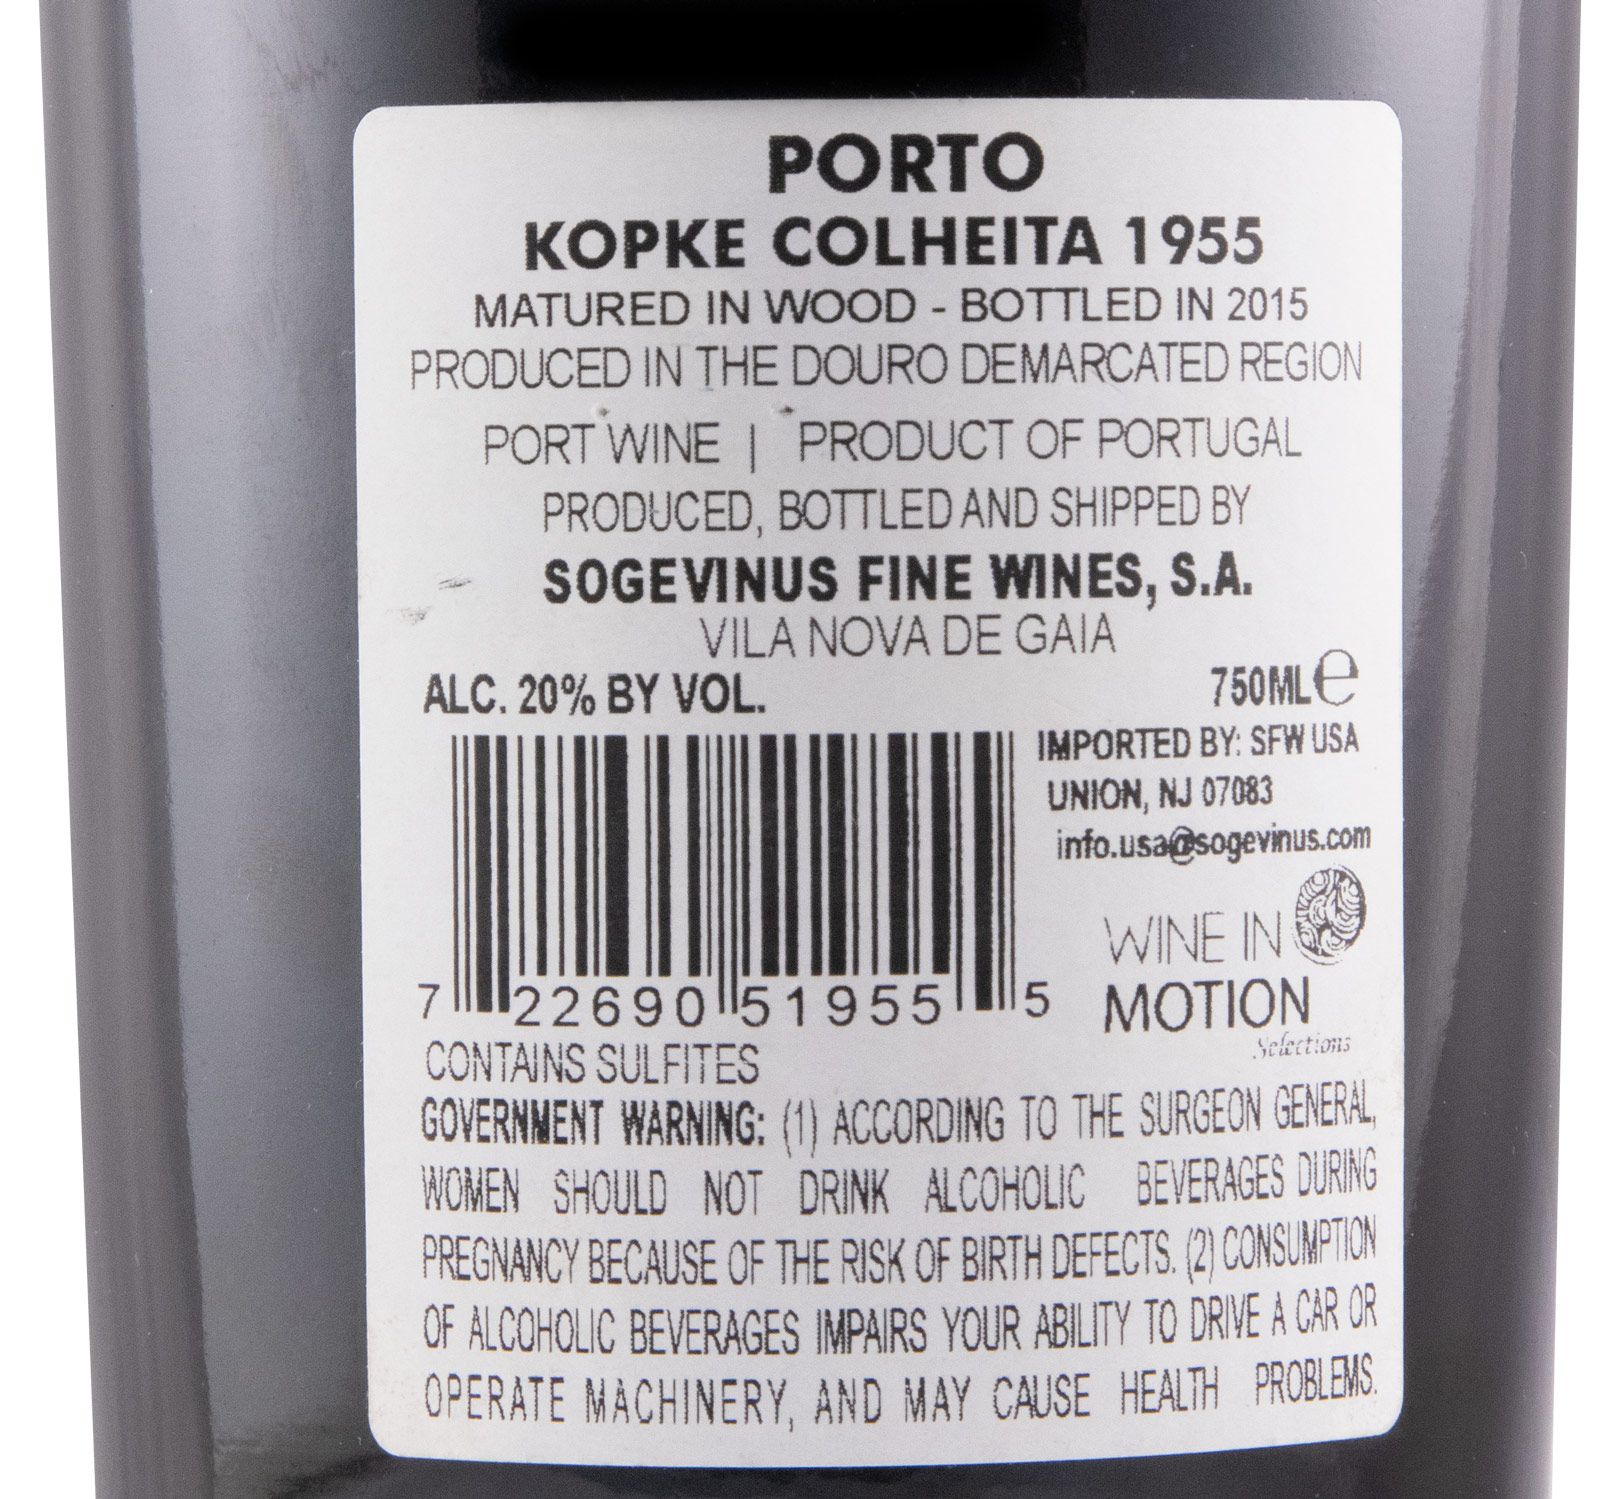 PORTO
KOPKE COLHEITA 1955
MATURED IN WOOD - BOTTLED IN 2015
PRODUCED IN THE DOURO DEMARCATED REGION
PORT WINE | PRODUCT OF PORTUGAL
PRODUCED, BOTTLED AND SHIPPED BY
SOGEVINUS FINE WINES, S.A.
VILA NOVA DE GAIA
ALC. 20% BY VOL. 750ML℮
IMPORTED BY: SFW USA
UNION, NJ 07083
info.usa@sogevinus.com
WINE IN
MOTION
Selections
7 22690 51955 5
CONTAINS SULFITES
GOVERNMENT WARNING: (1) ACCORDING TO THE SURGEON GENERAL,
WOMEN SHOULD NOT DRINK ALCOHOLIC BEVERAGES DURING
PREGNANCY BECAUSE OF THE RISK OF BIRTH DEFECTS. (2) CONSUMPTION
OF ALCOHOLIC BEVERAGES IMPAIRS YOUR ABILITY TO DRIVE A CAR OR
OPERATE MACHINERY, AND MAY CAUSE HEALTH PROBLEMS.